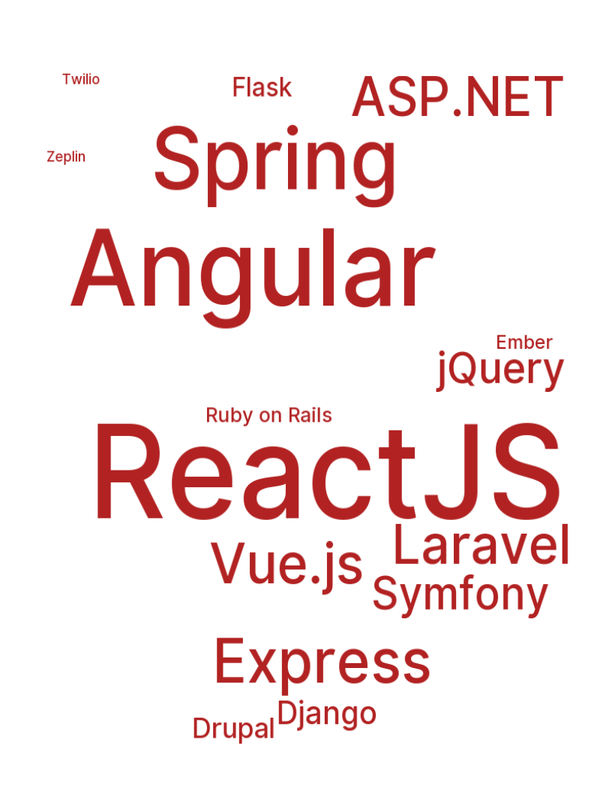 Twilio
Flask
ASP.NET
Spring
Zeplin
Angular
Ember
jQuery
Ruby on Rails
ReactJS
Laravel
Vue.js
Symfony
Express
Django
Drupal